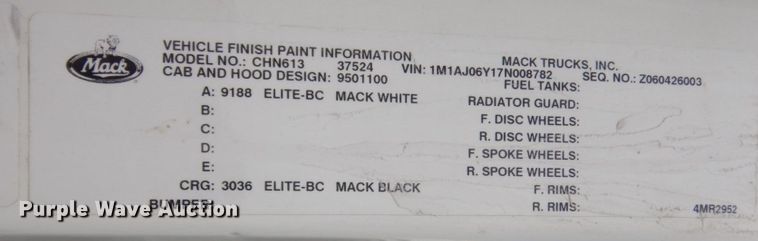 Mack
VEHICLE FINISH PAINT INFORMATION MACK TRUCKS, INC.
MODEL NO.: CHN613 37524 VIN: 1M1AJ06Y17N008782 SEQ. NO.: Z060426003
CAB AND HOOD DESIGN: 9501100 FUEL TANKS:
A: 9188 ELITE-BC MACK WHITE RADIATOR GUARD:
B: F. DISC WHEELS:
C: R. DISC WHEELS:
D: F. SPOKE WHEELS:
E: R. SPOKE WHEELS:
CRG: 3036 ELITE-BC MACK BLACK F. RIMS:
BUMPER: R. RIMS: 4MR2952
Purple Wave Auction